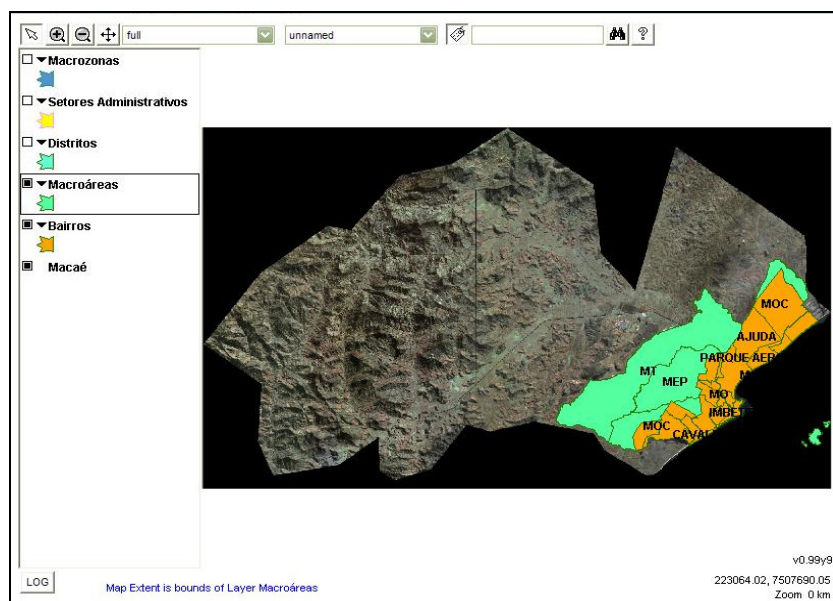 full
unnamed
?
Macrozonas
Setores Administrativos
Distritos
Macroáreas
Bairros
Macaé
MOC
AJUDA
PARQUE AER
MT
MEP
MO
IMBET
MOC
CAVAL
v0.99y9
LOG
Map Extent is bounds of Layer Macroáreas
223064.02, 7507690.05
Zoom 0 km